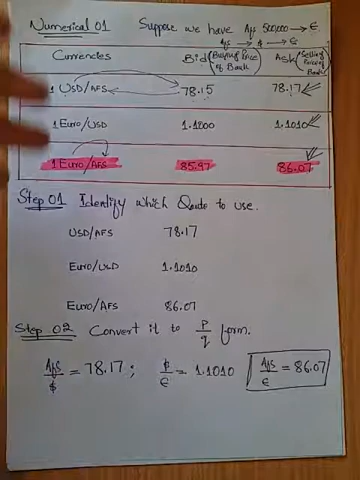 Numerical 01 Suppose we have Afs 500,000 → €
Afs → $ → €
Currencies Bid (Buying Price of Bank) Ask (Selling Price of Bank)
1 USD/AFS 78.15 78.17
1 Euro/USD 1.1000 1.1010
1 Euro/AFS 85.97 86.07
Step 01 Identify which Quote to use.
USD/AFS 78.17
Euro/USD 1.1010
Euro/AFS 86.07
Step 02 Convert it to P/q form.
Afs/$ = 78.17 ; $/€ = 1.1010 Afs/€ = 86.07